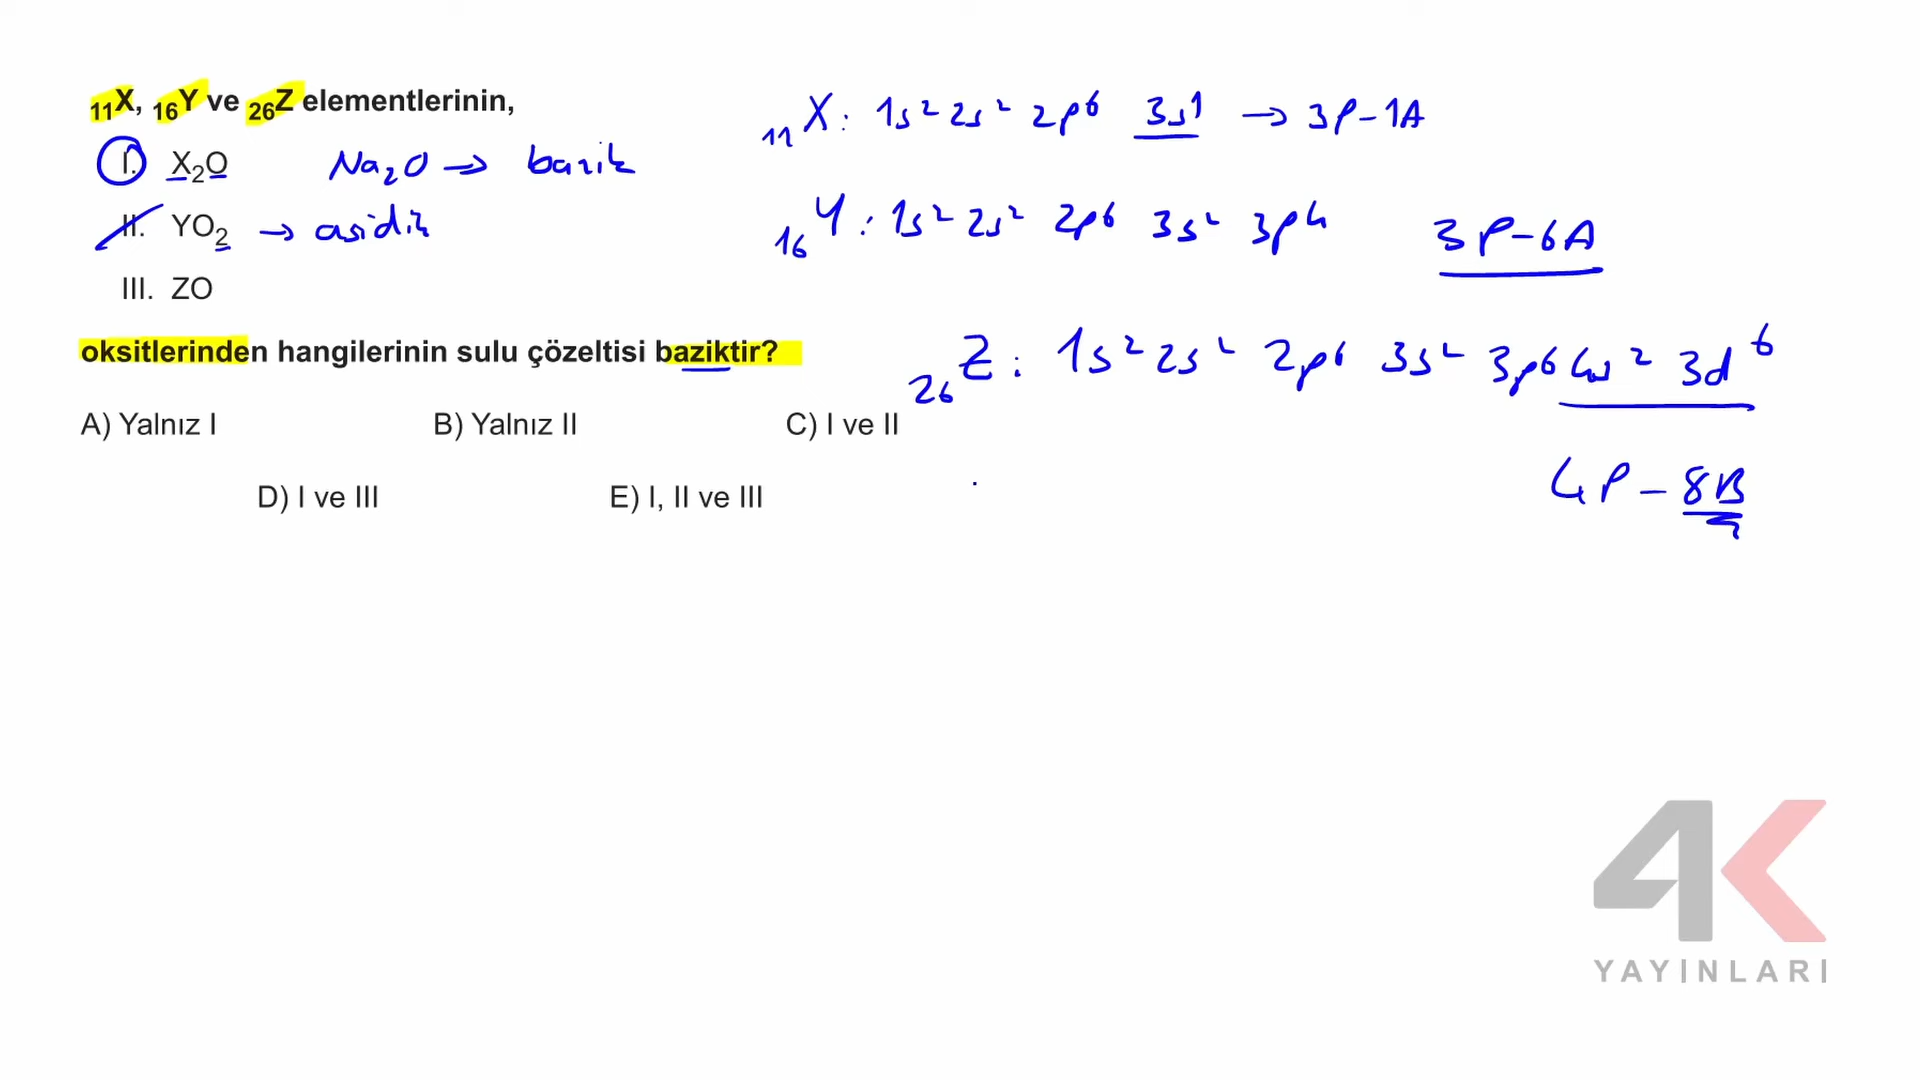 ₁₁X, ₁₆Y ve ₂₆Z elementlerinin,
I. X₂O Na₂O → bazik
II. YO₂ → asidik
III. ZO
oksitlerinden hangilerinin sulu çözeltisi baziktir?
A) Yalnız I B) Yalnız II C) I ve II
D) I ve III E) I, II ve III
₁₁X: 1s² 2s² 2p⁶ 3s¹ → 3P-1A
₁₆Y: 1s² 2s² 2p⁶ 3s² 3p⁴ 3P-6A
₂₆Z: 1s² 2s² 2p⁶ 3s² 3p⁶ 4s² 3d⁶
4P-8B
4K
YAYINLARI